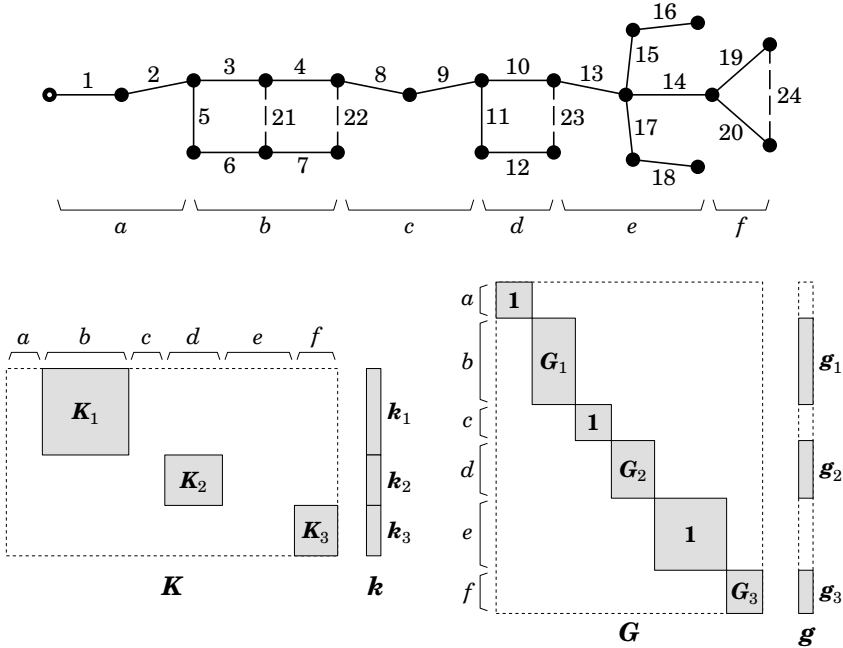 16
1 2 3 4 8 9 10 13 15 14 19
5 21 22 11 23 17 20 24
6 7 12 18
a b c d e f
a b c d e f
K₁ k₁
K₂ k₂
K₃ k₃
K k
a 1
b G₁ g₁
c 1
d G₂ g₂
e 1
f G₃ g₃
G g